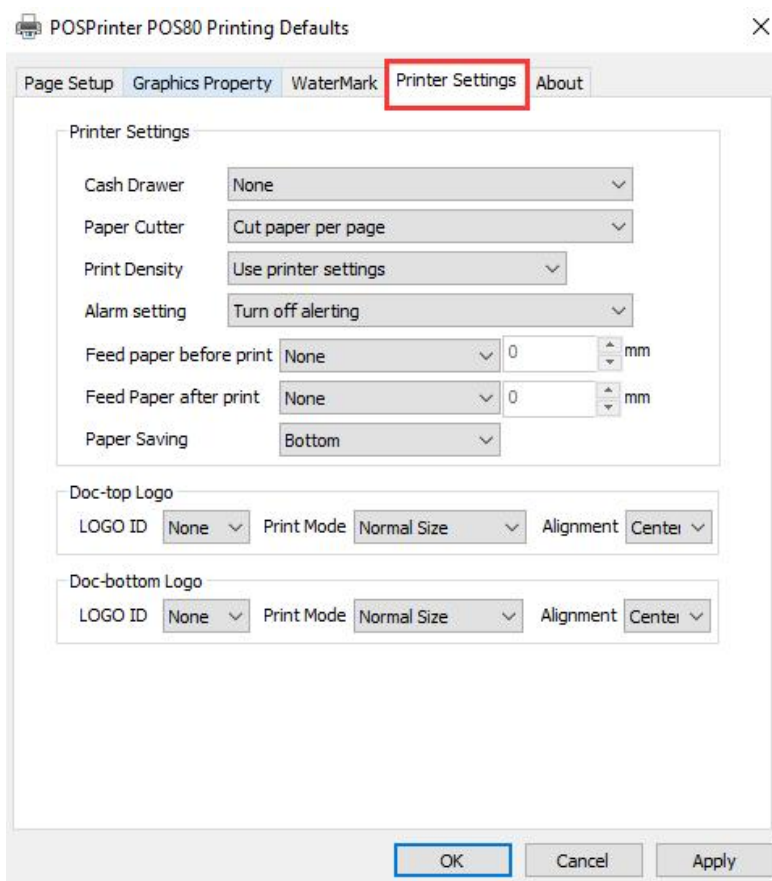 POSPrinter POS80 Printing Defaults
Page Setup Graphics Property WaterMark Printer Settings About
Printer Settings
Cash Drawer None
Paper Cutter Cut paper per page
Print Density Use printer settings
Alarm setting Turn off alerting
Feed paper before print None 0 mm
Feed Paper after print None 0 mm
Paper Saving Bottom
Doc-top Logo
LOGO ID None Print Mode Normal Size Alignment Center
Doc-bottom Logo
LOGO ID None Print Mode Normal Size Alignment Center
OK Cancel Apply